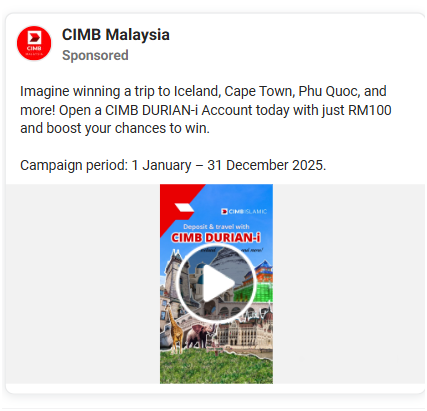 CIMB
CIMB Malaysia
Sponsored
Imagine winning a trip to Iceland, Cape Town, Phu Quoc, and
more! Open a CIMB DURIAN-i Account today with just RM100
and boost your chances to win.
Campaign period: 1 January – 31 December 2025.
CIMB ISLAMIC
Deposit & travel with
CIMB DURIAN-i
more!